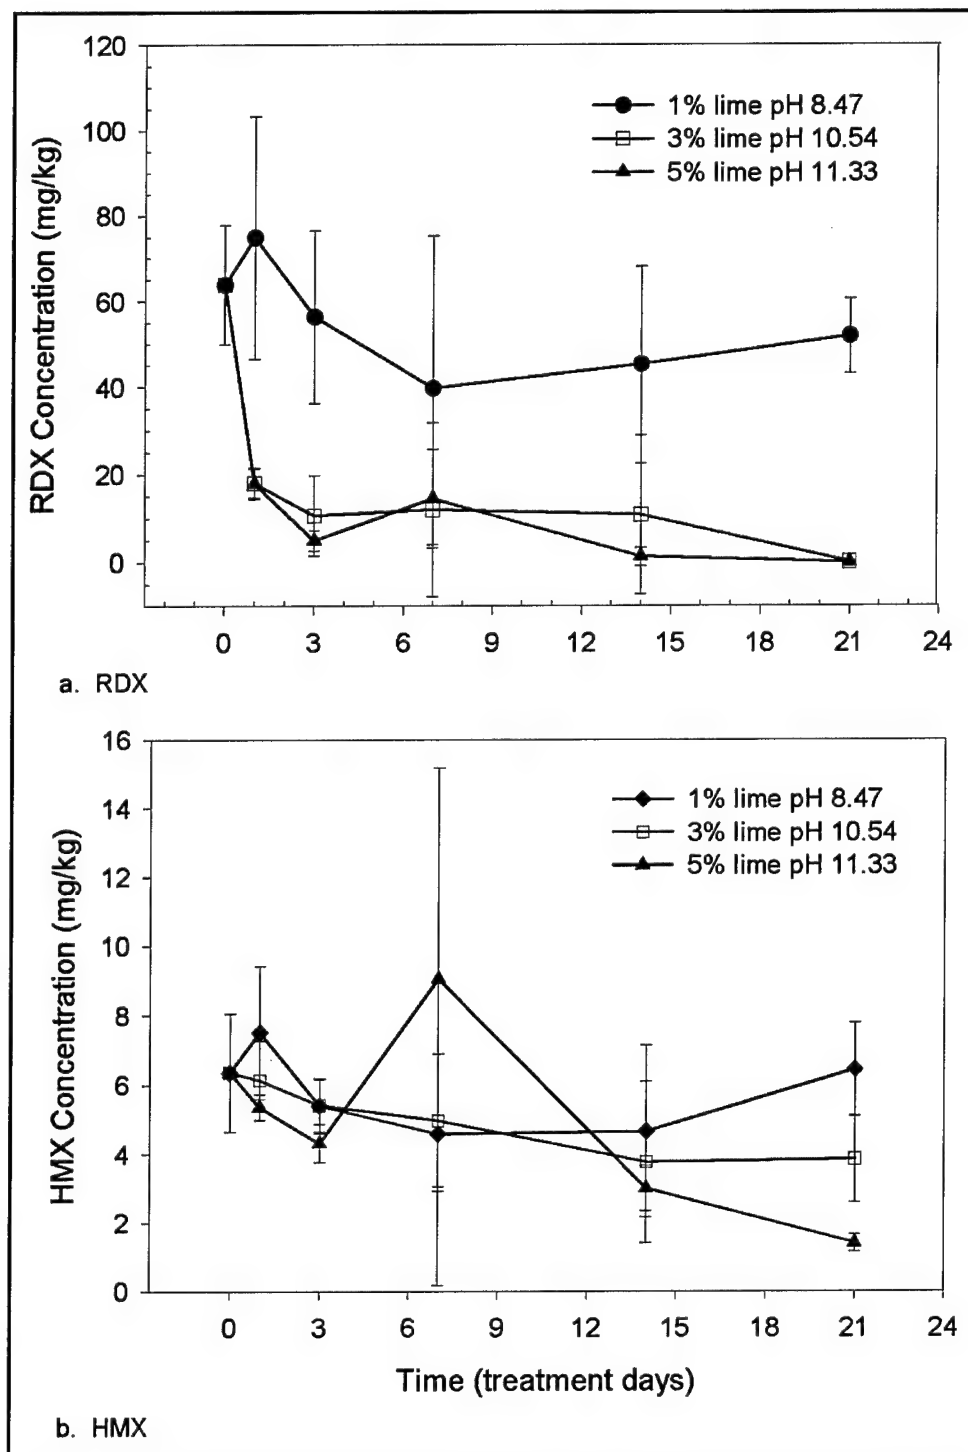 120
100
80
60
40
20
0
RDX Concentration (mg/kg)
1% lime pH 8.47
3% lime pH 10.54
5% lime pH 11.33
0 3 6 9 12 15 18 21 24
a. RDX
16
14
12
10
8
6
4
2
0
HMX Concentration (mg/kg)
1% lime pH 8.47
3% lime pH 10.54
5% lime pH 11.33
0 3 6 9 12 15 18 21 24
Time (treatment days)
b. HMX